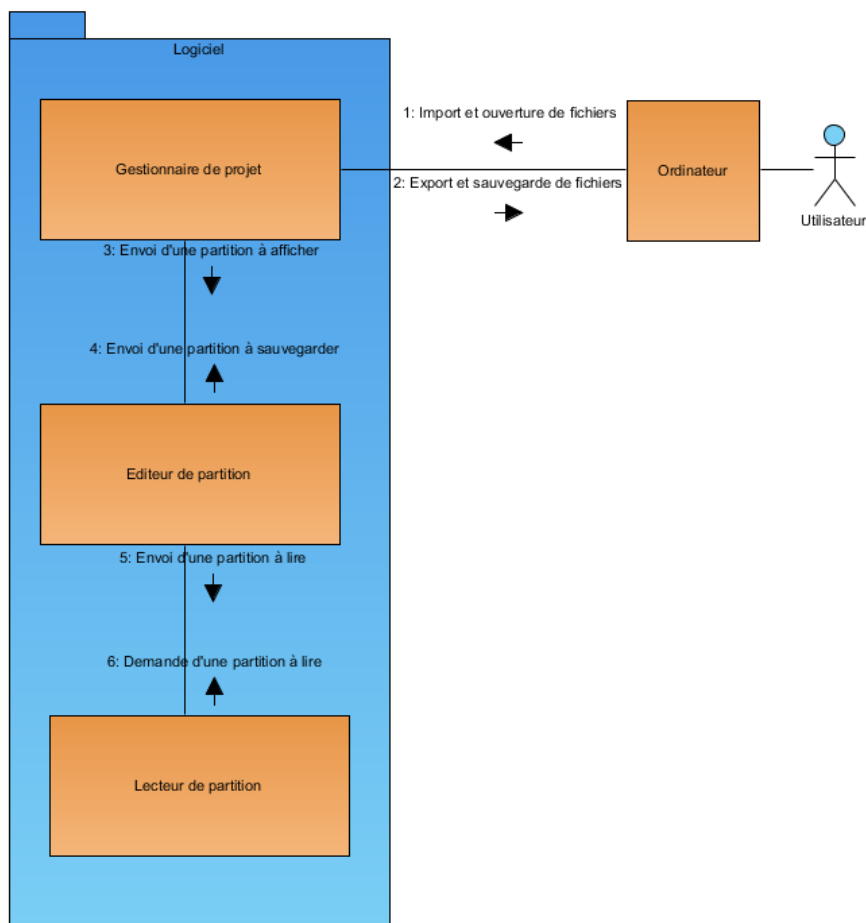 Logiciel
Gestionnaire de projet
1: Import et ouverture de fichiers
2: Export et sauvegarde de fichiers
Ordinateur
Utilisateur
3: Envoi d'une partition à afficher
4: Envoi d'une partition à sauvegarder
Editeur de partition
5: Envoi d'une partition à lire
6: Demande d'une partition à lire
Lecteur de partition